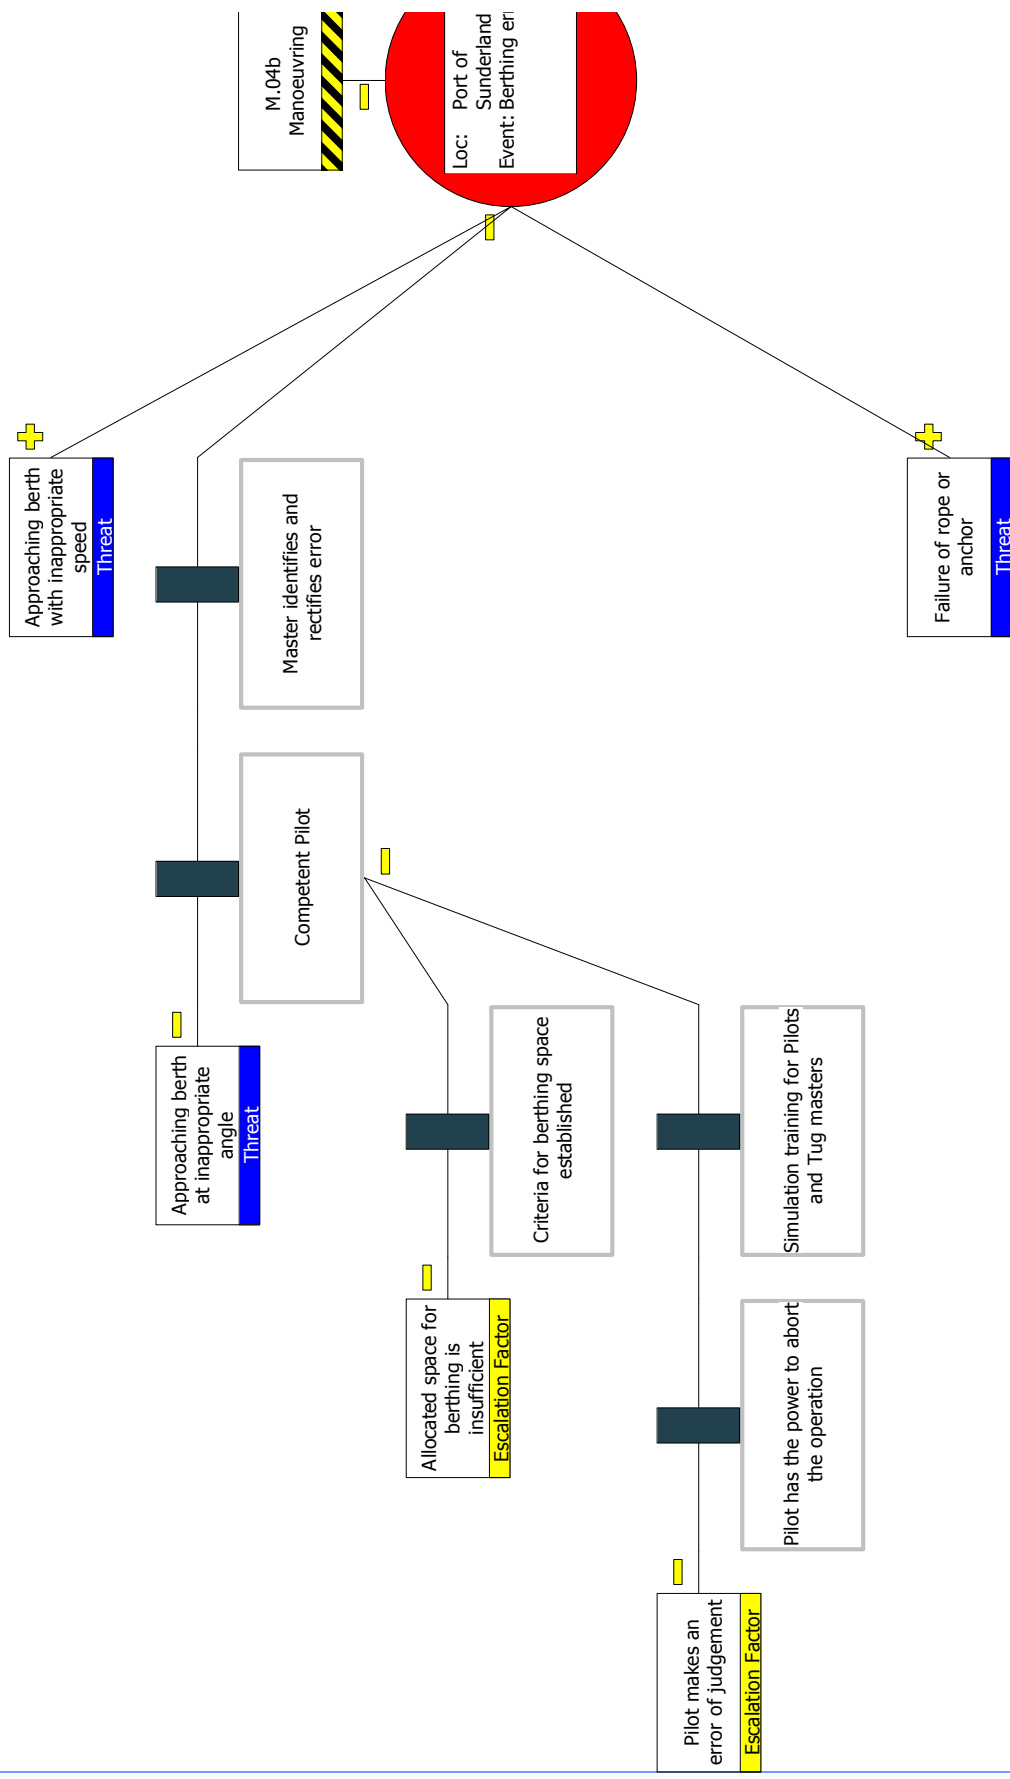 M.04b
Manoeuvring
Loc: Port of
Sunderland
Event: Berthing
Approaching berth
with inappropriate
speed
Threat
Master identifies and
rectifies error
Competent Pilot
Approaching berth
at inappropriate
angle
Threat
Criteria for berthing space
established
Allocated space for
berthing is
insufficient
Escalation Factor
Simulation training for Pilots
and Tug masters
Pilot has the power to abort
the operation
Pilot makes an
error of judgement
Escalation Factor
Failure of rope or
anchor
Threat